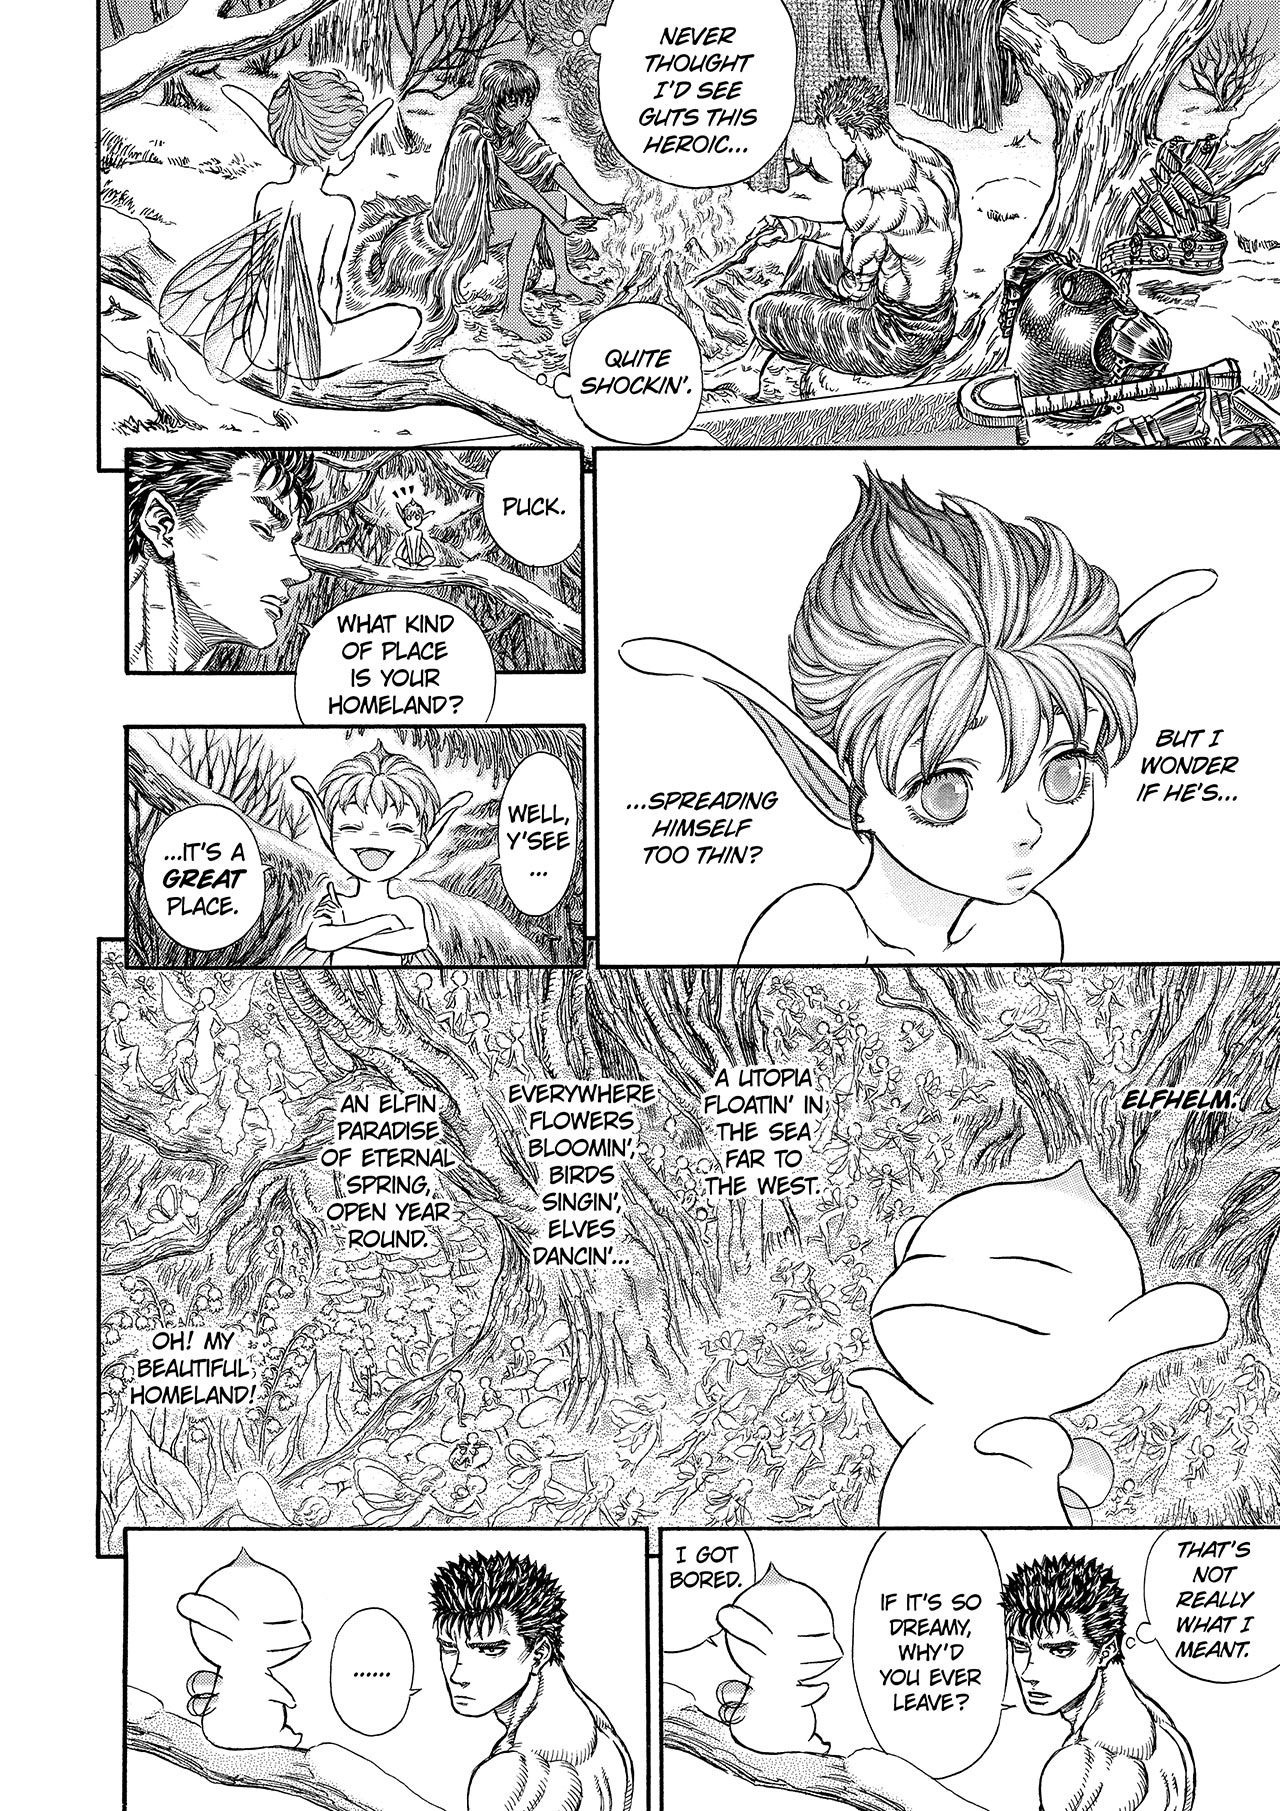 NEVER
THOUGHT
I'D SEE
GUTS THIS
HEROIC...
QUITE
SHOCKIN'.
BUT I
WONDER
IF HE'S...
...SPREADING
HIMSELF
TOO THIN?
PUCK.
WHAT KIND
OF PLACE
IS YOUR
HOMELAND?
WELL,
Y'SEE
...
...IT'S A
GREAT
PLACE.
ELFHELM.
A UTOPIA
FLOATIN' IN
THE SEA
FAR TO
THE WEST.
EVERYWHERE
FLOWERS
BLOOMIN',
BIRDS
SINGIN',
ELVES
DANCIN'...
AN ELFIN
PARADISE
OF ETERNAL
SPRING,
OPEN YEAR
ROUND.
OH! MY
BEAUTIFUL
HOMELAND!
THAT'S
NOT
REALLY
WHAT I
MEANT.
IF IT'S SO
DREAMY,
WHY'D
YOU EVER
LEAVE?
I GOT
BORED.
......